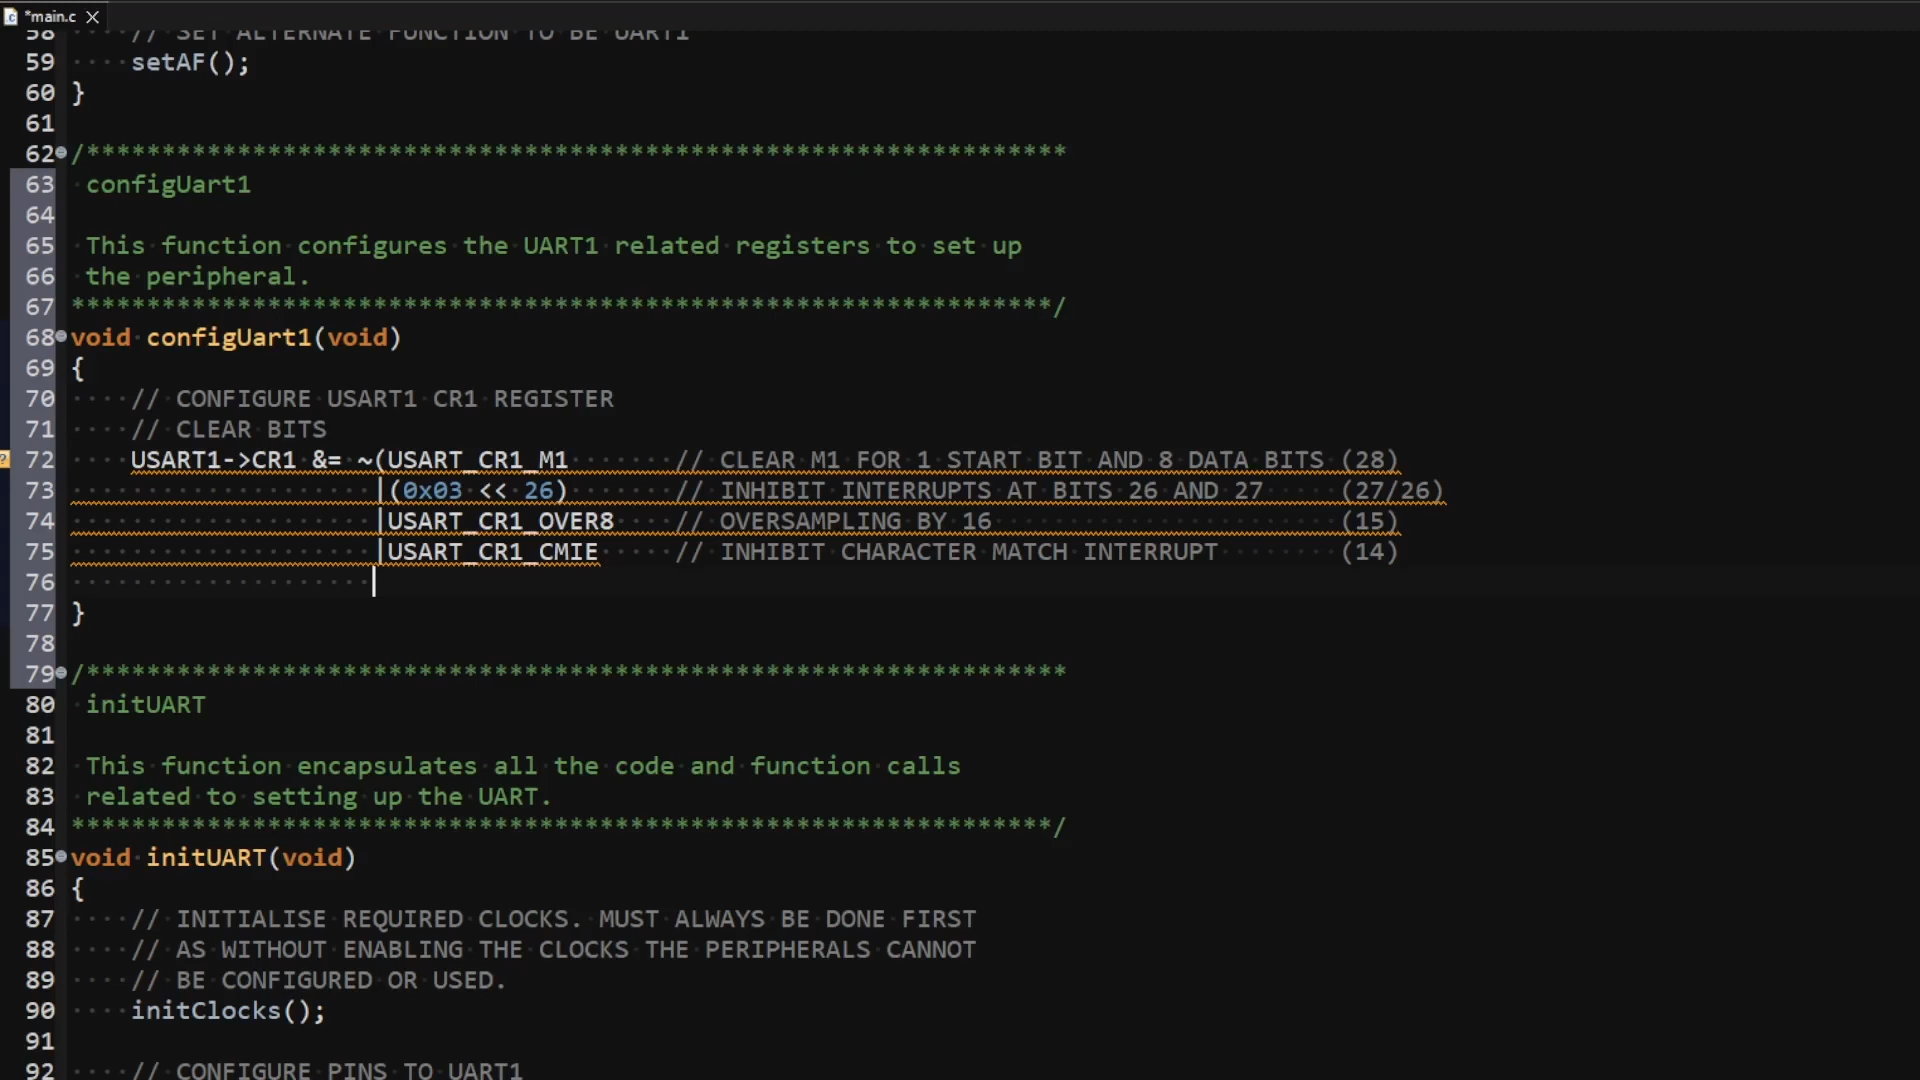 *main.c
58 // SET ALTERNATE FUNCTION TO BE UART1
59 setAF();
60 }
61
62 /*****************************************************************
63 configUart1
64
65 This function configures the UART1 related registers to set up
66 the peripheral.
67 *****************************************************************/
68 void configUart1(void)
69 {
70 // CONFIGURE USART1 CR1 REGISTER
71 // CLEAR BITS
72 USART1->CR1 &= ~(USART_CR1_M1 // CLEAR M1 FOR 1 START BIT AND 8 DATA BITS (28)
73 |(0x03 << 26) // INHIBIT INTERRUPTS AT BITS 26 AND 27 (27/26)
74 |USART_CR1_OVER8 // OVERSAMPLING BY 16 (15)
75 |USART_CR1_CMIE // INHIBIT CHARACTER MATCH INTERRUPT (14)
76
77 }
78
79 /*****************************************************************
80 initUART
81
82 This function encapsulates all the code and function calls
83 related to setting up the UART.
84 *****************************************************************/
85 void initUART(void)
86 {
87 // INITIALISE REQUIRED CLOCKS. MUST ALWAYS BE DONE FIRST
88 // AS WITHOUT ENABLING THE CLOCKS THE PERIPHERALS CANNOT
89 // BE CONFIGURED OR USED.
90 initClocks();
91
92 // CONFIGURE PINS TO UART1